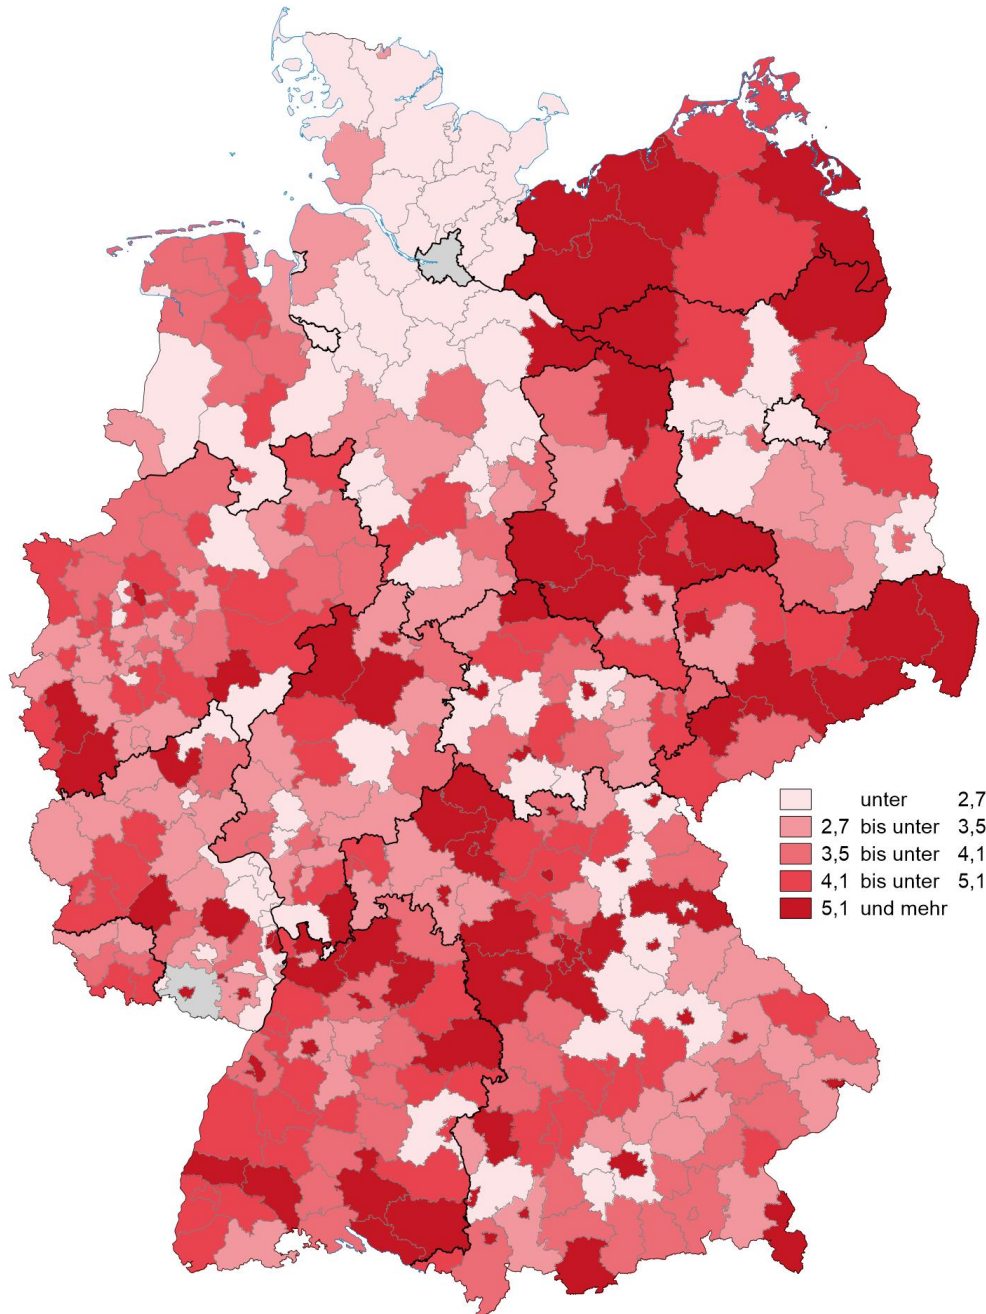 unter 2,7
2,7 bis unter 3,5
3,5 bis unter 4,1
4,1 bis unter 5,1
5,1 und mehr